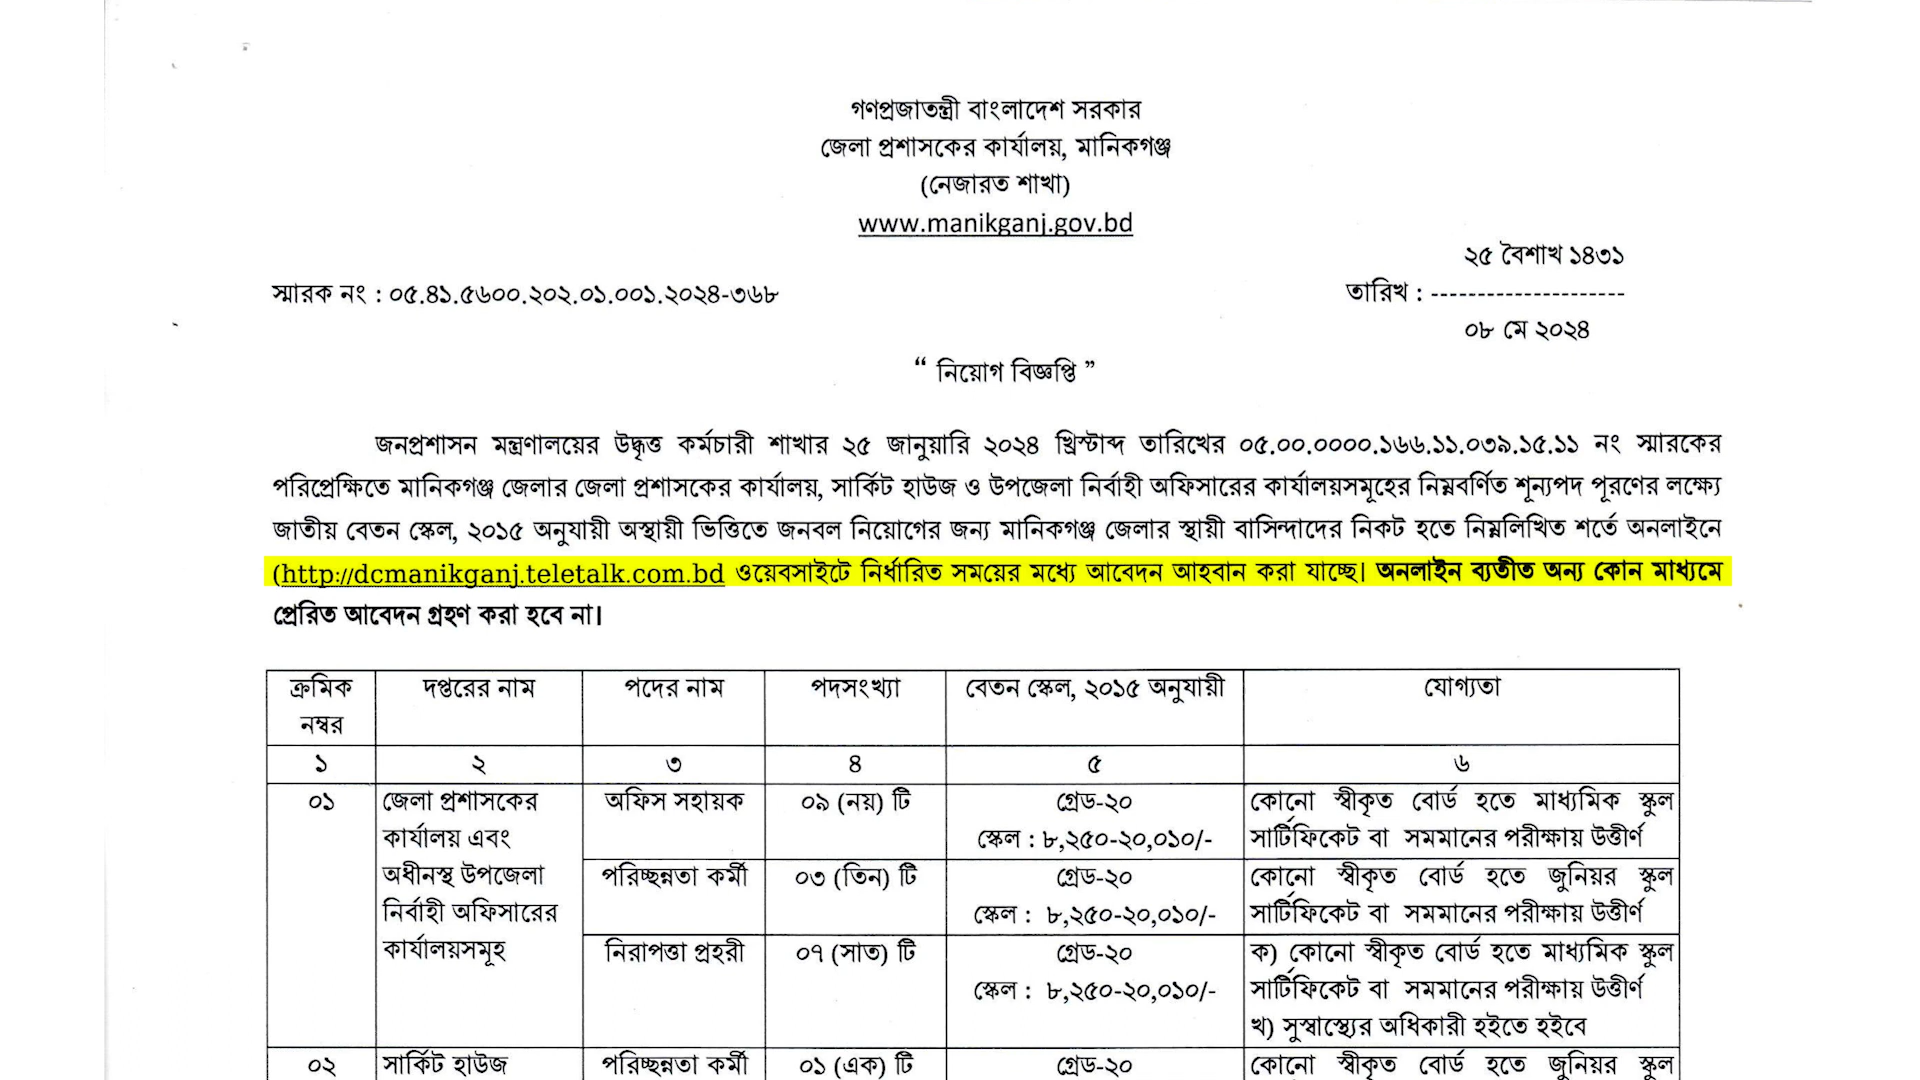 গণপ্রজাতন্ত্রী বাংলাদেশ সরকার
জেলা প্রশাসকের কার্যালয়, মানিকগঞ্জ
(নেজারত শাখা)
www.manikganj.gov.bd
২৫ বৈশাখ ১৪৩১
স্মারক নং : ০৫.৪১.৫৬০০.২০২.০১.০০১.২০২৪-৩৬৮ তারিখ : ---------------------
০৮ মে ২০২৪
“ নিয়োগ বিজ্ঞপ্তি ”
জনপ্রশাসন মন্ত্রণালয়ের উদ্ধৃত্ত কর্মচারী শাখার ২৫ জানুয়ারি ২০২৪ খ্রিস্টাব্দ তারিখের ০৫.০০.০০০০.১৬৬.১১.০৩৯.১৫.১১ নং স্মারকের
পরিপ্রেক্ষিতে মানিকগঞ্জ জেলার জেলা প্রশাসকের কার্যালয়, সার্কিট হাউজ ও উপজেলা নির্বাহী অফিসারের কার্যালয়সমূহের নিম্নবর্ণিত শূন্যপদ পূরণের লক্ষ্যে
জাতীয় বেতন স্কেল, ২০১৫ অনুযায়ী অস্থায়ী ভিত্তিতে জনবল নিয়োগের জন্য মানিকগঞ্জ জেলার স্থায়ী বাসিন্দাদের নিকট হতে নিম্নলিখিত শর্তে অনলাইনে
(http://dcmanikganj.teletalk.com.bd ওয়েবসাইটে নির্ধারিত সময়ের মধ্যে আবেদন আহবান করা যাচ্ছে। অনলাইন ব্যতীত অন্য কোন মাধ্যমে
প্রেরিত আবেদন গ্রহণ করা হবে না।
ক্রমিক নম্বর দপ্তরের নাম পদের নাম পদসংখ্যা বেতন স্কেল, ২০১৫ অনুযায়ী যোগ্যতা
১ ২ ৩ ৪ ৫ ৬
০১ জেলা প্রশাসকের অফিস সহায়ক ০৯ (নয়) টি গ্রেড-২০ কোনো স্বীকৃত বোর্ড হতে মাধ্যমিক স্কুল
কার্যালয় এবং স্কেল : ৮,২৫০-২০,০১০/- সার্টিফিকেট বা সমমানের পরীক্ষায় উত্তীর্ণ
অধীনস্থ উপজেলা পরিচ্ছন্নতা কর্মী ০৩ (তিন) টি গ্রেড-২০ কোনো স্বীকৃত বোর্ড হতে জুনিয়র স্কুল
নির্বাহী অফিসারের স্কেল : ৮,২৫০-২০,০১০/- সার্টিফিকেট বা সমমানের পরীক্ষায় উত্তীর্ণ
কার্যালয়সমূহ নিরাপত্তা প্রহরী ০৭ (সাত) টি গ্রেড-২০ ক) কোনো স্বীকৃত বোর্ড হতে মাধ্যমিক স্কুল
স্কেল : ৮,২৫০-২০,০১০/- সার্টিফিকেট বা সমমানের পরীক্ষায় উত্তীর্ণ
খ) সুস্বাস্থ্যের অধিকারী হইতে হইবে
০২ সার্কিট হাউজ পরিচ্ছন্নতা কর্মী ০১ (এক) টি গ্রেড-২০ কোনো স্বীকৃত বোর্ড হতে জুনিয়র স্কুল